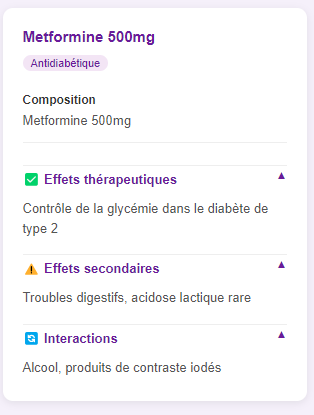 Metformine 500mg
Antidiabétique
Composition
Metformine 500mg
Effets thérapeutiques
Contrôle de la glycémie dans le diabète de
type 2
Effets secondaires
Troubles digestifs, acidose lactique rare
Interactions
Alcool, produits de contraste iodés